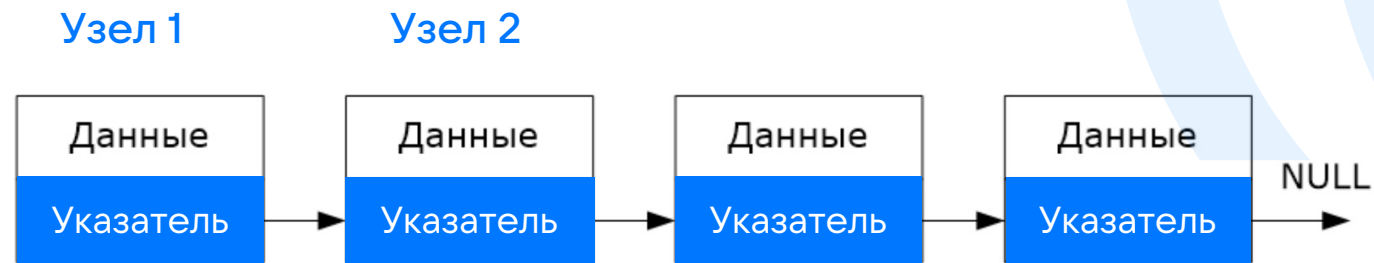 Узел 1 Узел 2
Данные Данные Данные Данные
NULL
Указатель Указатель Указатель Указатель